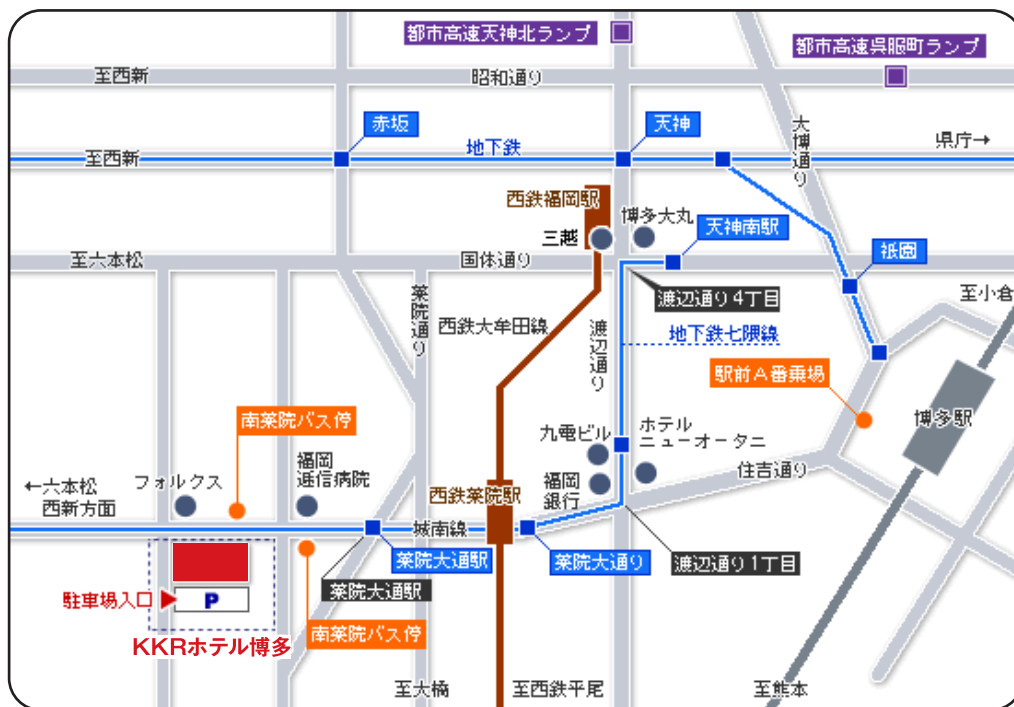 都市高速天神北ランプ
都市高速呉服町ランプ
至西新
昭和通り
赤坂
天神
大博通り
県庁→
至西新
地下鉄
西鉄福岡駅
博多大丸
三越
天神南駅
祇園
至六本松
国体通り
薬院通り
渡辺通り4丁目
至小倉
西鉄大牟田線
渡辺通り
地下鉄七隈線
駅前A番乗場
博多駅
南薬院バス停
九電ビル
ホテル
ニューオータニ
福岡
逓信病院
住吉通り
←六本松
西新方面
フォルクス
西鉄薬院駅
福岡
銀行
城南線
薬院大通駅
薬院大通り
渡辺通り1丁目
薬院大通駅
駐車場入口
P
南薬院バス停
KKRホテル博多
至大橋
至西鉄平尾
至熊本